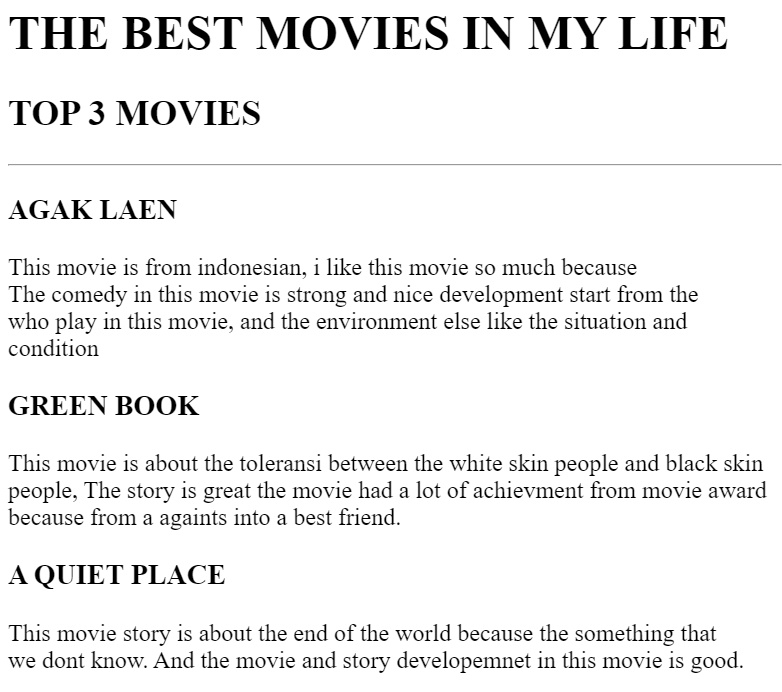 THE BEST MOVIES IN MY LIFE
TOP 3 MOVIES
AGAK LAEN
This movie is from indonesian, i like this movie so much because
The comedy in this movie is strong and nice development start from the
who play in this movie, and the environment else like the situation and
condition
GREEN BOOK
This movie is about the toleransi between the white skin people and black skin
people, The story is great the movie had a lot of achievment from movie award
because from a againts into a best friend.
A QUIET PLACE
This movie story is about the end of the world because the something that
we dont know. And the movie and story developemnet in this movie is good.